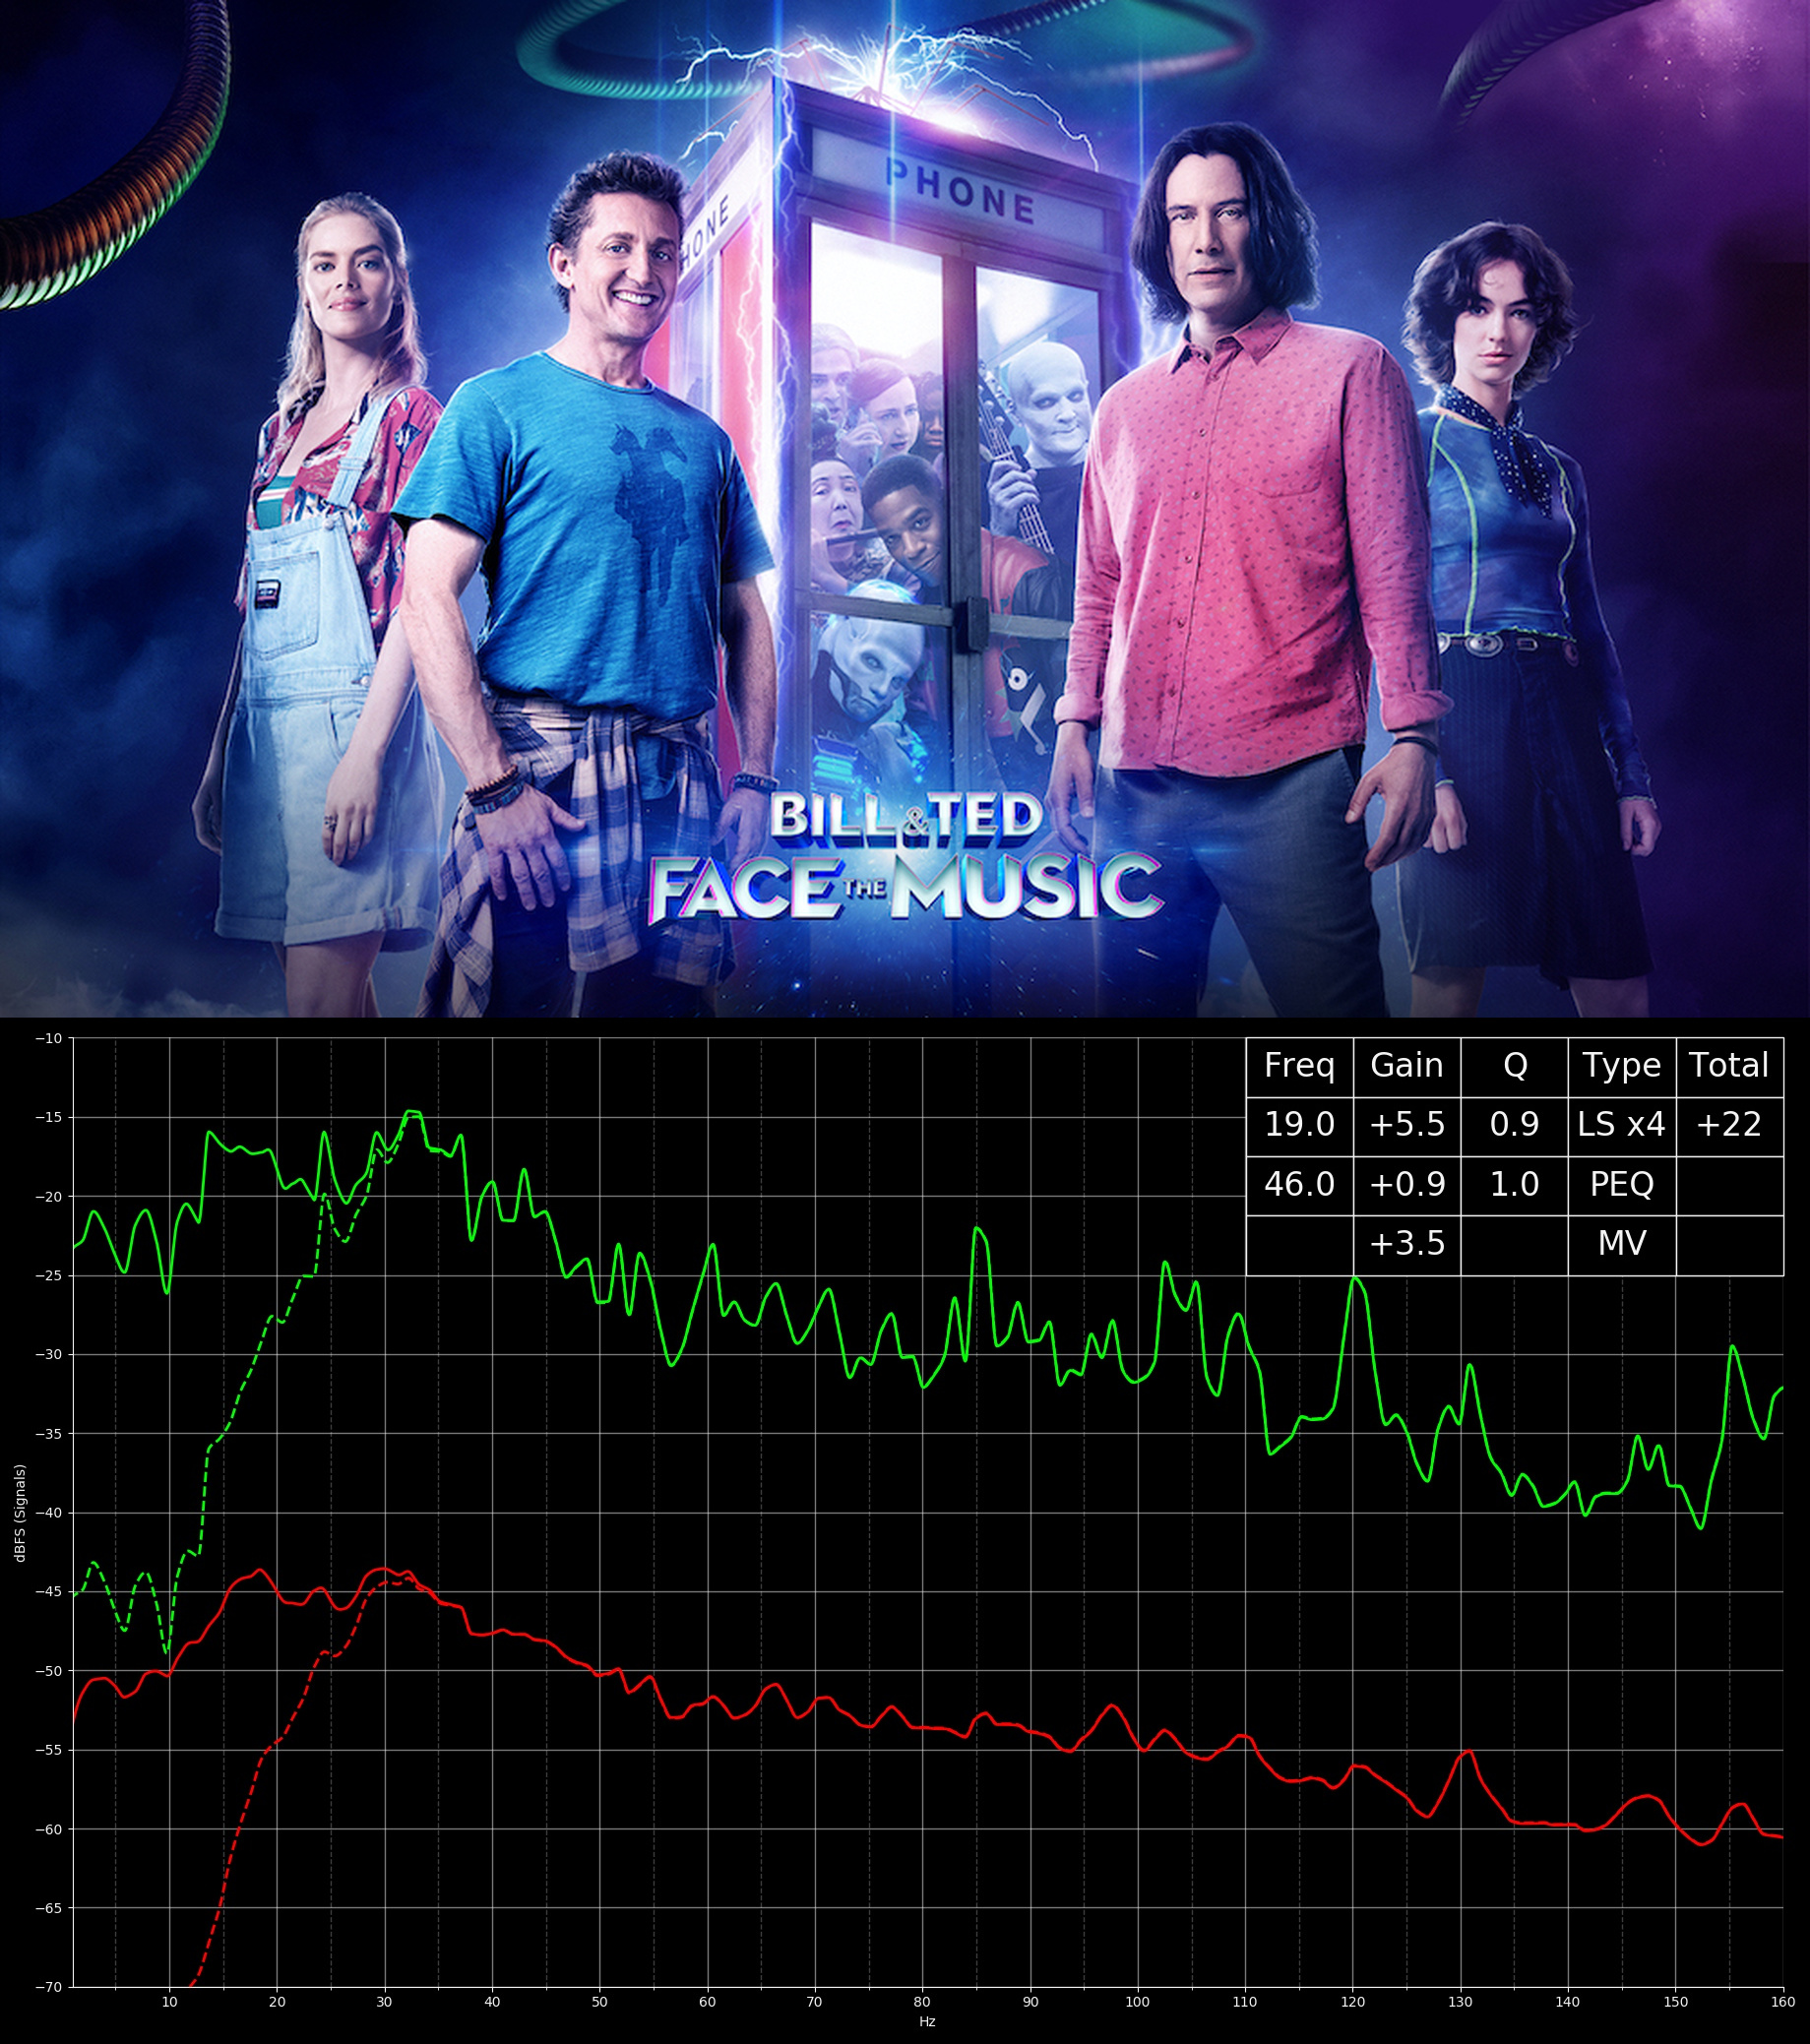 PHONE
HONE
BILL & TED
FACE THE MUSIC
Freq Gain Q Type Total
19.0 +5.5 0.9 LS x4 +22
46.0 +0.9 1.0 PEQ
+3.5 MV
−10
−15
−20
−25
−30
−35
−40
−45
−50
−55
−60
−65
−70
dBFS (Signals)
10 20 30 40 50 60 70 80 90 100 110 120 130 140 150 160
Hz